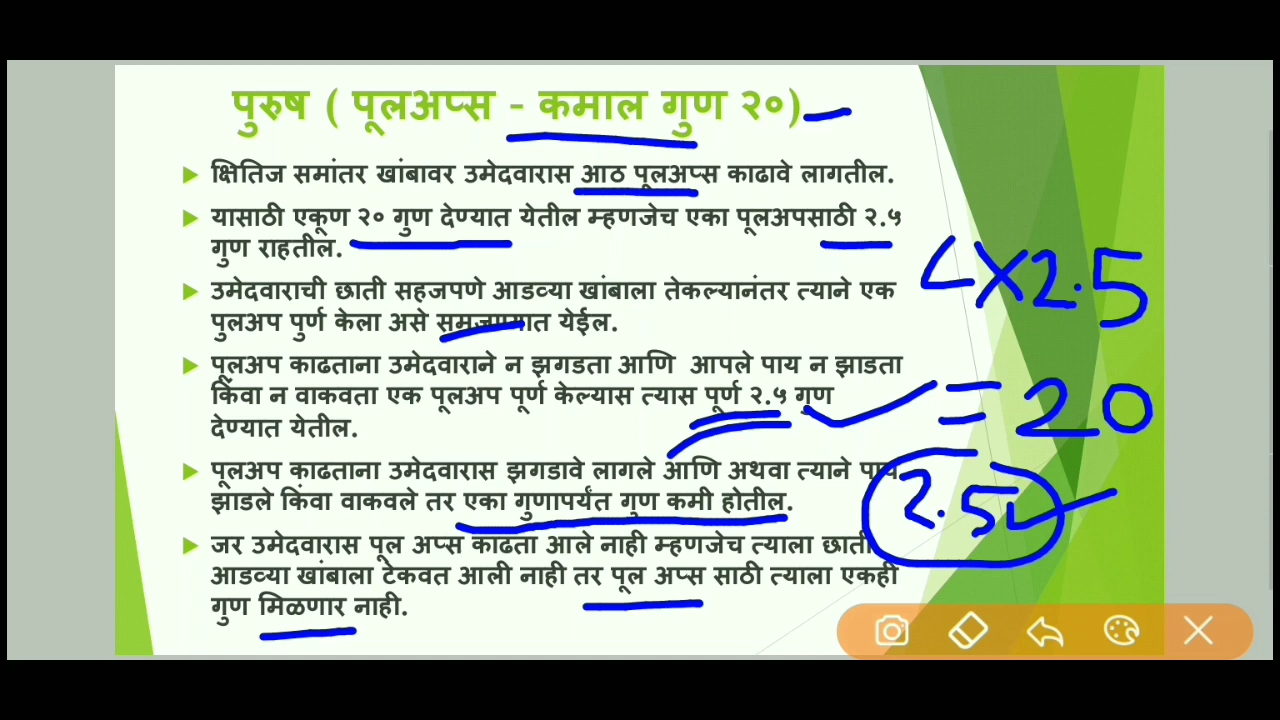 पुरुष ( पूलअप्स - कमाल गुण २०)
क्षितिज समांतर खांबावर उमेदवारास आठ पूलअप्स काढावे लागतील.
यासाठी एकूण २० गुण देण्यात येतील म्हणजेच एका पूलअपसाठी २.५
गुण राहतील.
उमेदवाराची छाती सहजपणे आडव्या खांबाला तेकल्यानंतर त्याने एक
पुलअप पुर्ण केला असे समजण्यात येईल.
पूलअप काढताना उमेदवाराने न झगडता आणि आपले पाय न झाडता
किंवा न वाकवता एक पूलअप पूर्ण केल्यास त्यास पूर्ण २.५ गुण
देण्यात येतील.
पूलअप काढताना उमेदवारास झगडावे लागले आणि अथवा त्याने पाय
झाडले किंवा वाकवले तर एका गुणापर्यंत गुण कमी होतील.
जर उमेदवारास पूल अप्स काढता आले नाही म्हणजेच त्याला छाती
आडव्या खांबाला टेकवत आली नाही तर पूल अप्स साठी त्याला एकही
गुण मिळणार नाही.
८×2.5
= 20
2.5